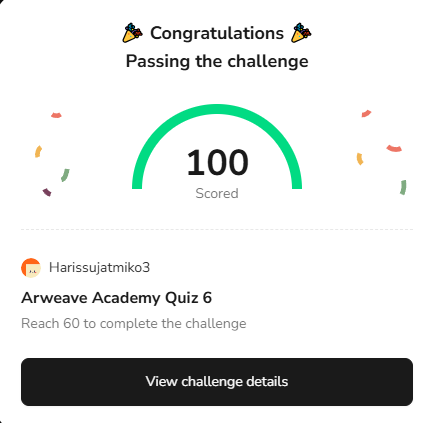 🎉 Congratulations 🎉
Passing the challenge
100
Scored
Harissujatmiko3
Arweave Academy Quiz 6
Reach 60 to complete the challenge
View challenge details